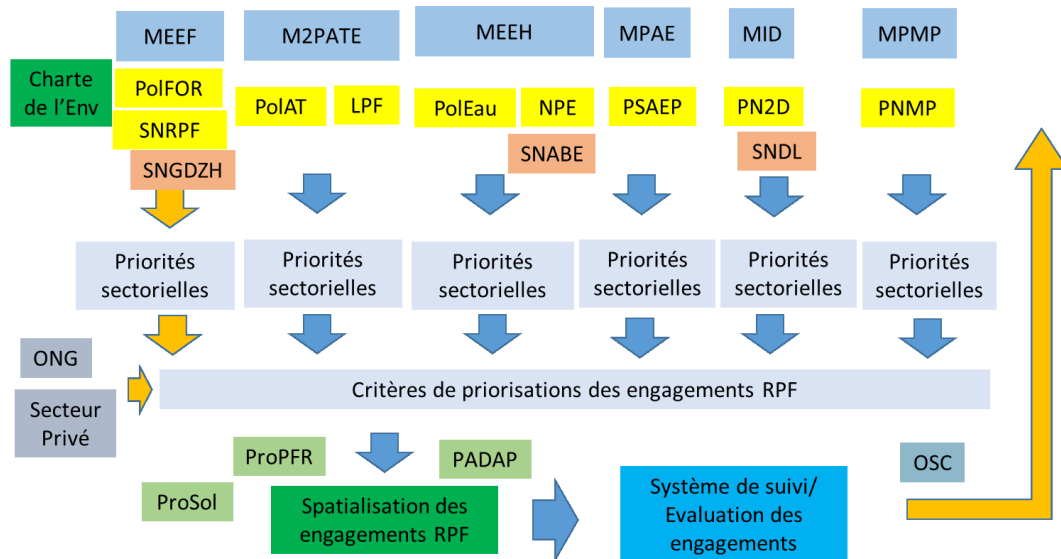 MEEF
M2PATE
MEEH
MPAE
MID
MPMP
Charte
de l'Env
PolFOR
SNRPF
SNGDZH
PolAT
LPF
PolEau
NPE
SNABE
PSAEP
PN2D
SNDL
PNMP
Priorités
sectorielles
Priorités
sectorielles
Priorités
sectorielles
Priorités
sectorielles
Priorités
sectorielles
Priorités
sectorielles
ONG
Secteur
Privé
Critères de priorisations des engagements RPF
ProPFR
PADAP
ProSol
Spatialisation des
engagements RPF
Système de suivi/
Evaluation des
engagements
OSC